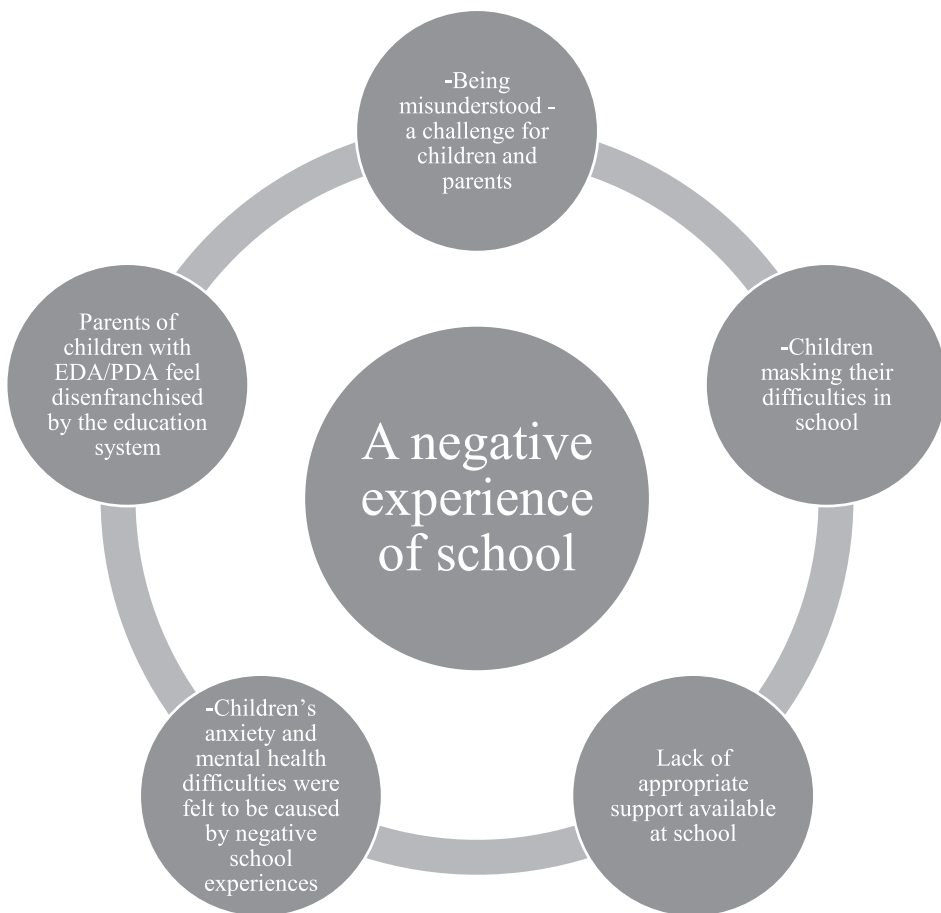 -Being
misunderstood -
a challenge for
children and
parents
-Children
masking their
difficulties in
school
Lack of
appropriate
support available
at school
-Children’s
anxiety and
mental health
difficulties were
felt to be caused
by negative
school
experiences
Parents of
children with
EDA/PDA feel
disenfranchised
by the education
system
A negative
experience
of school